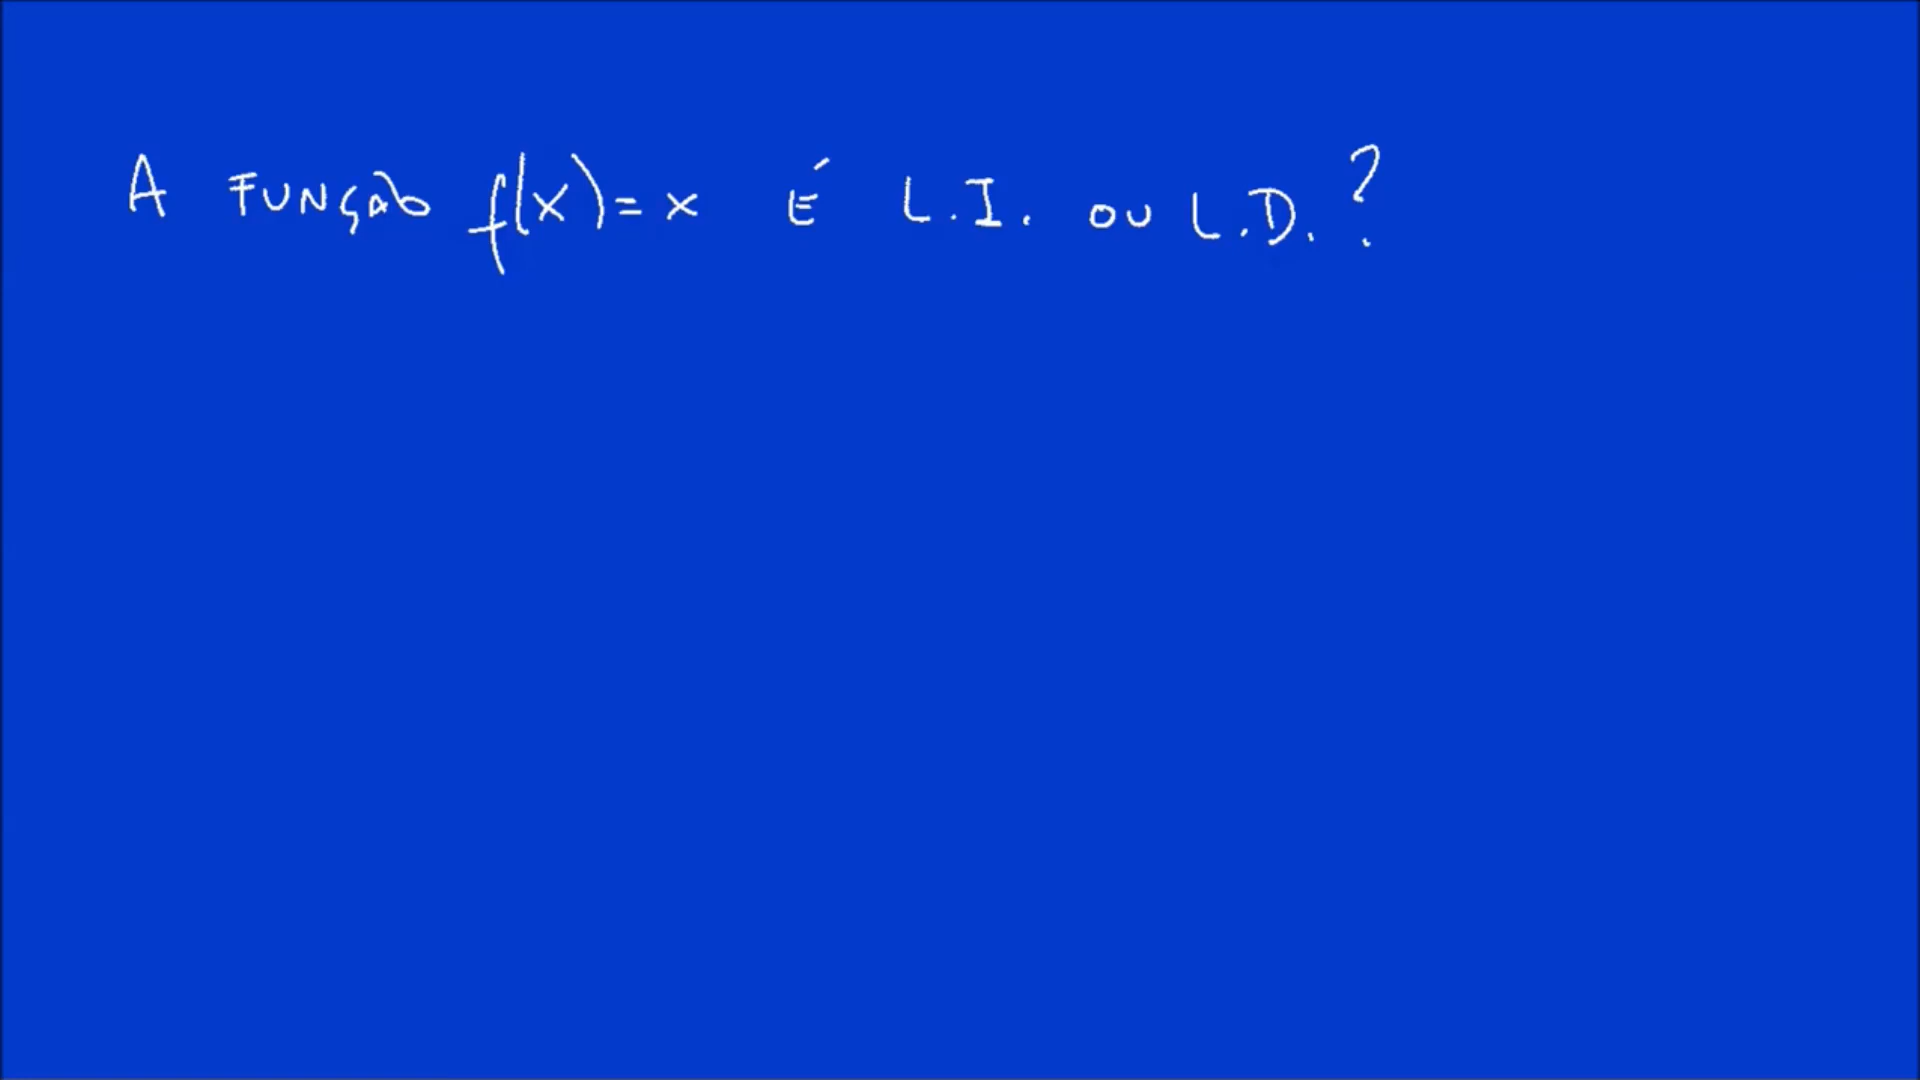 A FUNÇÃO f(x) = x É L.I. OU L.D.?